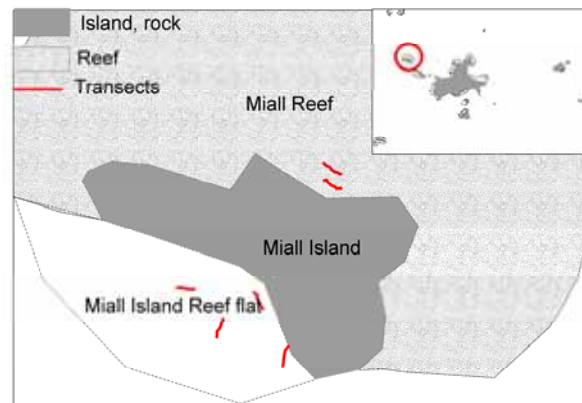 Island, rock
Reef
Transects
Miall Reef
Miall Island
Miall Island Reef flat